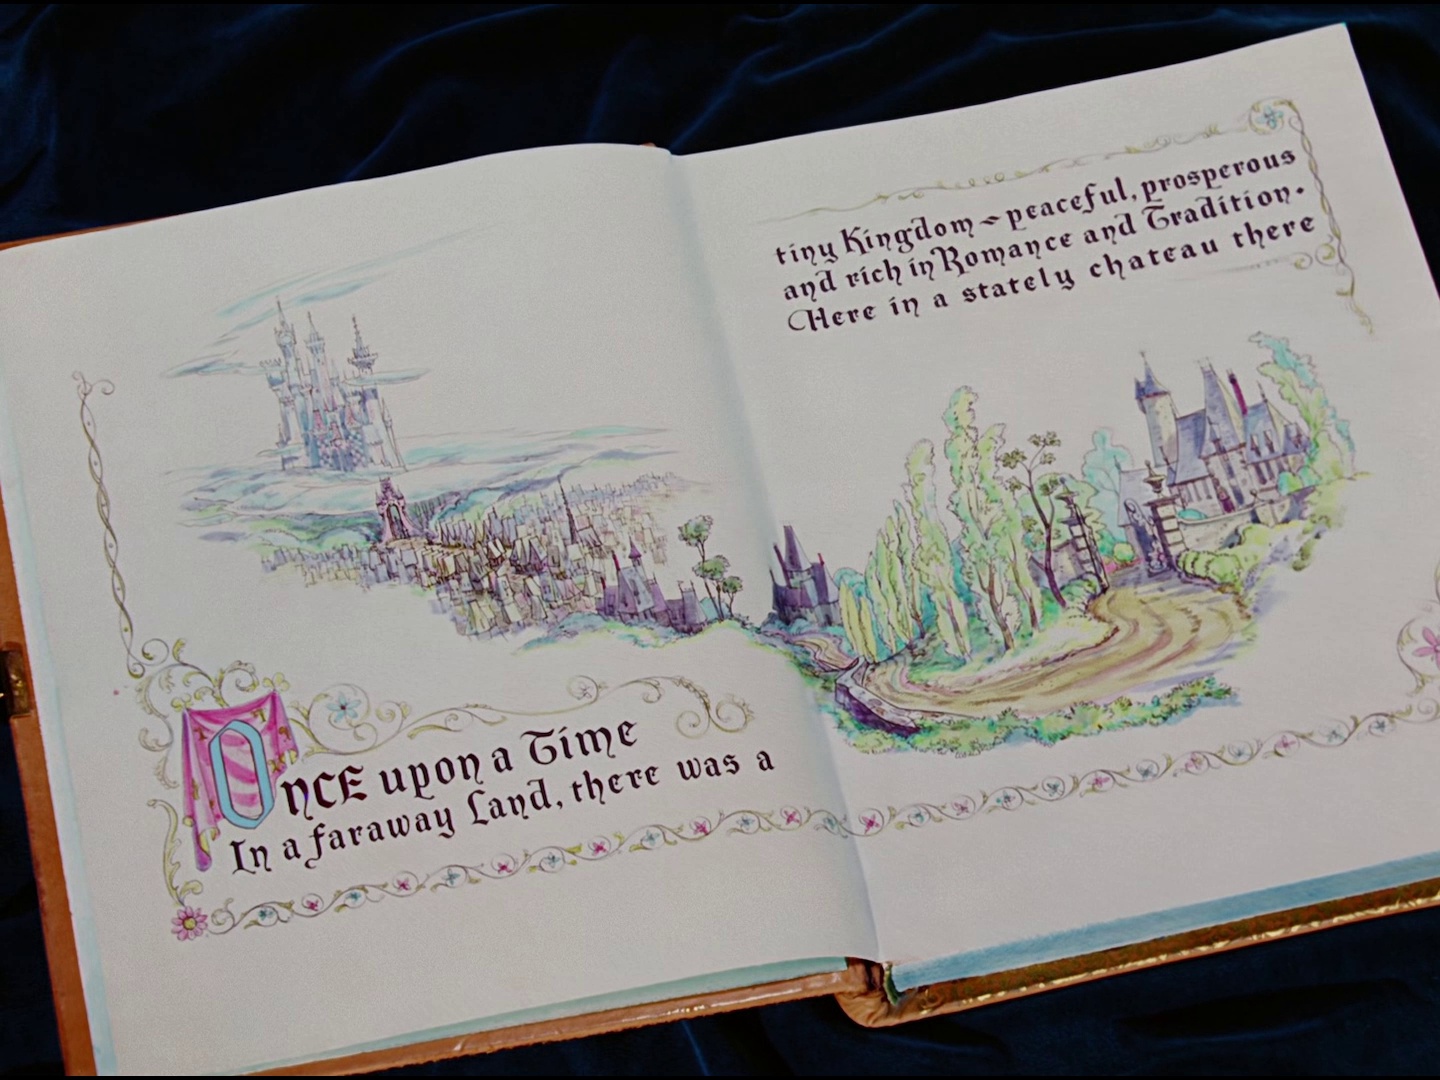 ONCE upon a Time
In a faraway Land, there was a
tiny Kingdom - peaceful, prosperous
and rich in Romance and Tradition.
Here in a stately chateau there